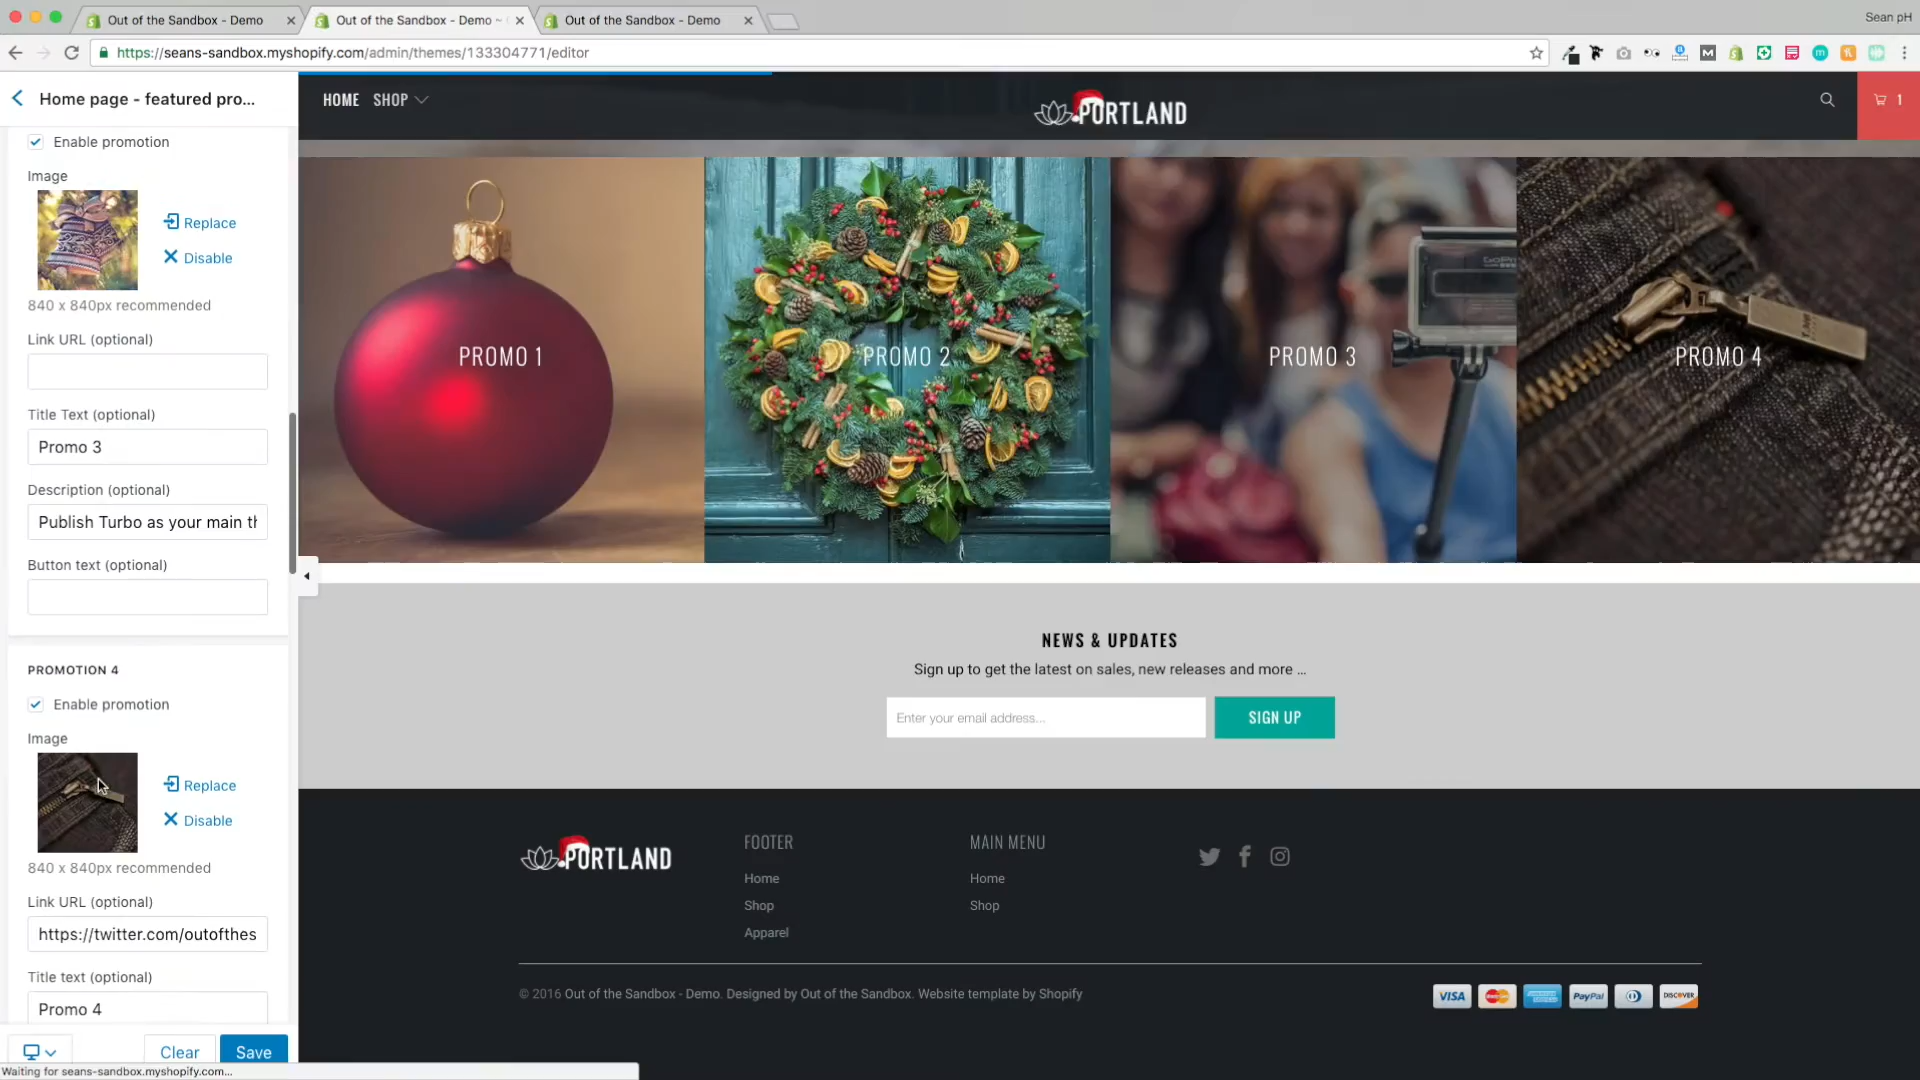 Out of the Sandbox - Demo
Out of the Sandbox - Demo ~
Out of the Sandbox - Demo
Sean pH
https://seans-sandbox.myshopify.com/admin/themes/133304771/editor
Home page - featured pro...
Enable promotion
Image
Replace
Disable
840 x 840px recommended
Link URL (optional)
Title Text (optional)
Promo 3
Description (optional)
Publish Turbo as your main th
Button text (optional)
PROMOTION 4
Enable promotion
Image
Replace
Disable
840 x 840px recommended
Link URL (optional)
https://twitter.com/outofthes
Title text (optional)
Promo 4
Clear
Save
Waiting for seans-sandbox.myshopify.com...
HOME
SHOP
PORTLAND
1
PROMO 1
PROMO 2
PROMO 3
PROMO 4
GoPro
NEWS & UPDATES
Sign up to get the latest on sales, new releases and more ...
Enter your email address...
SIGN UP
PORTLAND
FOOTER
Home
Shop
Apparel
MAIN MENU
Home
Shop
© 2016 Out of the Sandbox - Demo. Designed by Out of the Sandbox. Website template by Shopify
VISA
PayPal
DISCOVER